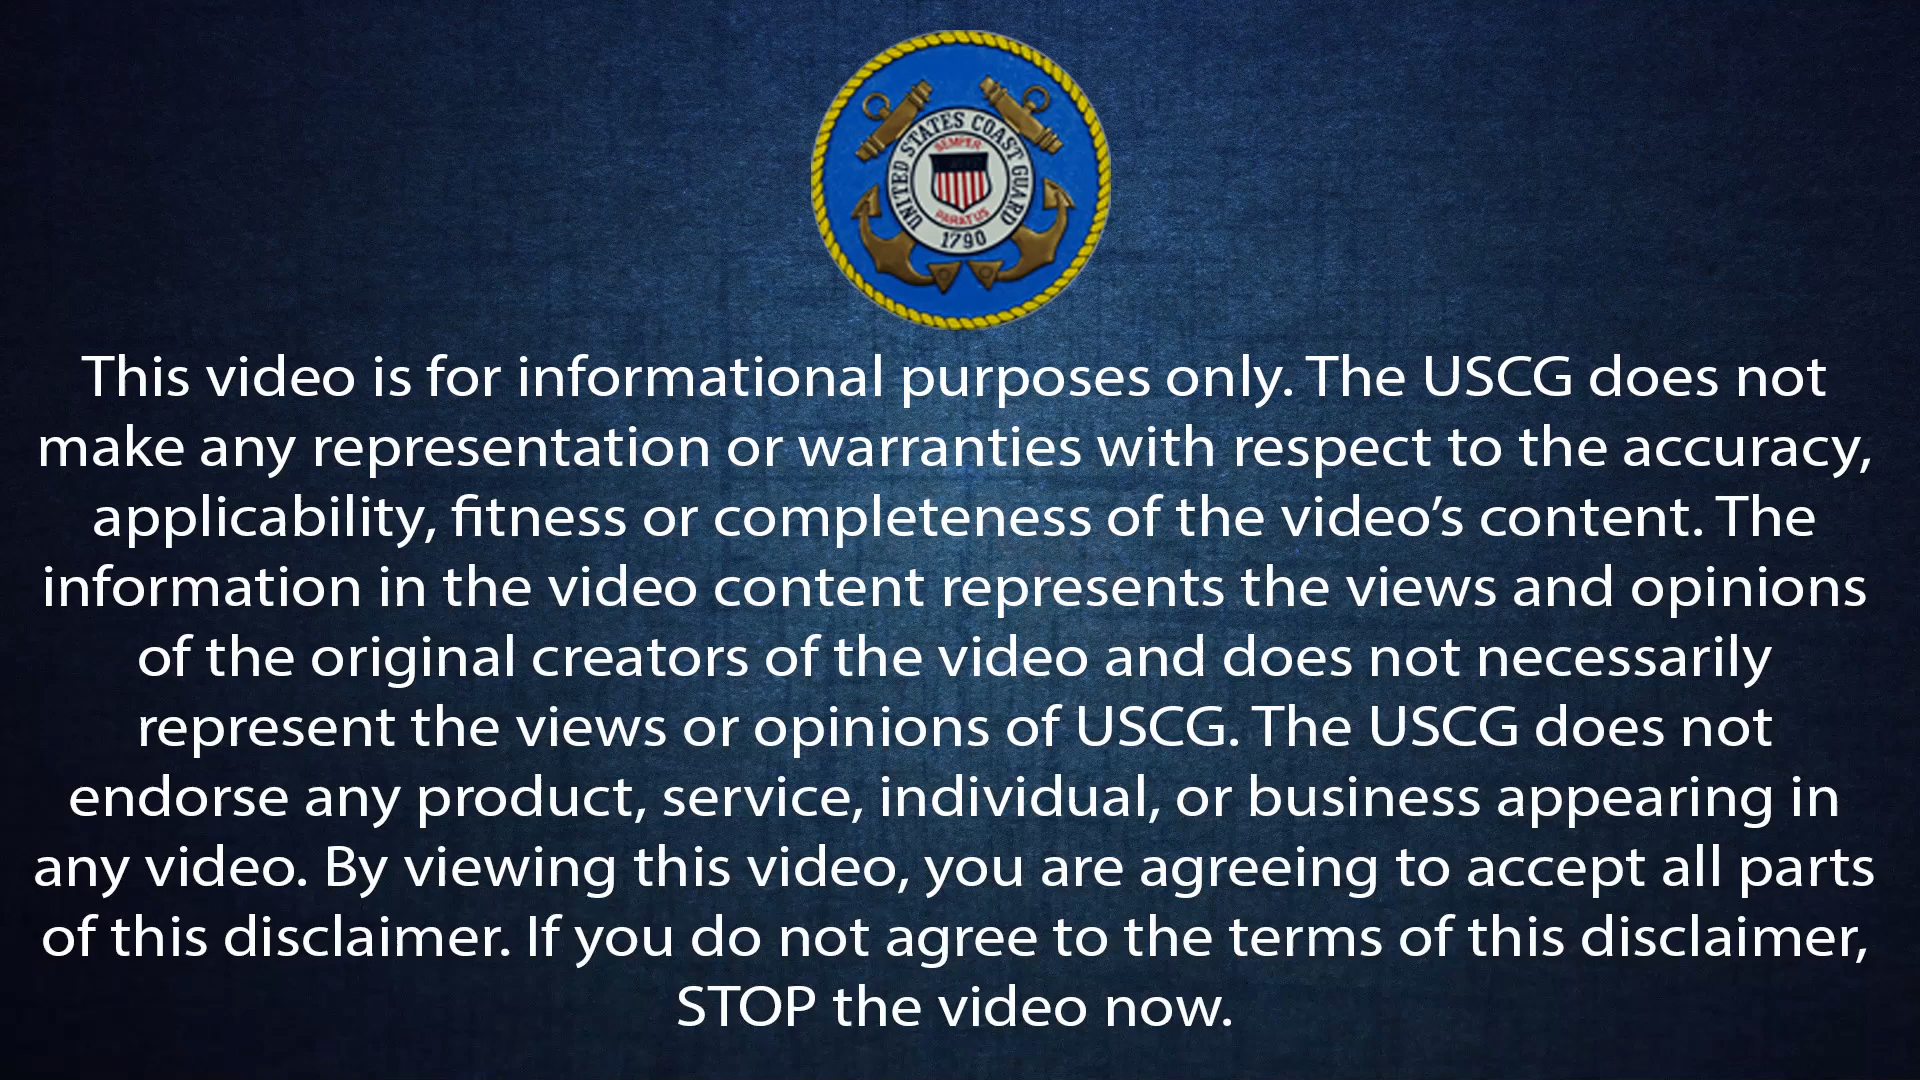 UNITED STATES COAST GUARD
SEMPER
PARATUS
1790
This video is for informational purposes only. The USCG does not
make any representation or warranties with respect to the accuracy,
applicability, fitness or completeness of the video’s content. The
information in the video content represents the views and opinions
of the original creators of the video and does not necessarily
represent the views or opinions of USCG. The USCG does not
endorse any product, service, individual, or business appearing in
any video. By viewing this video, you are agreeing to accept all parts
of this disclaimer. If you do not agree to the terms of this disclaimer,
STOP the video now.